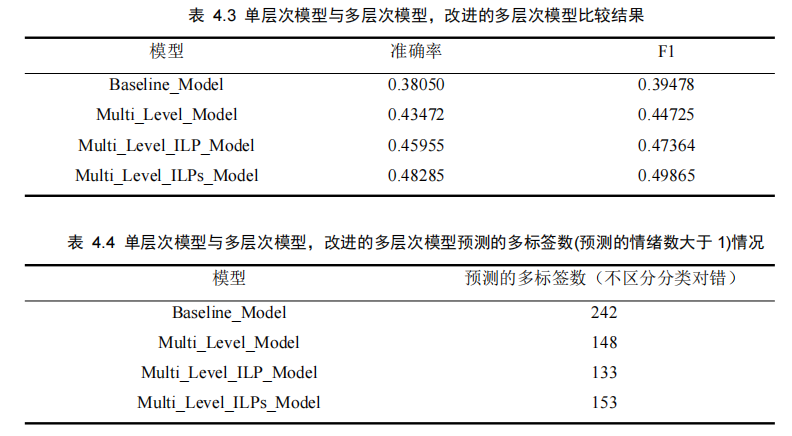 表 4.3 单层次模型与多层次模型，改进的多层次模型比较结果
模型 准确率 F1
Baseline_Model 0.38050 0.39478
Multi_Level_Model 0.43472 0.44725
Multi_Level_ILP_Model 0.45955 0.47364
Multi_Level_ILPs_Model 0.48285 0.49865
表 4.4 单层次模型与多层次模型，改进的多层次模型预测的多标签数(预测的情绪数大于 1)情况
模型 预测的多标签数（不区分分类对错）
Baseline_Model 242
Multi_Level_Model 148
Multi_Level_ILP_Model 133
Multi_Level_ILPs_Model 153